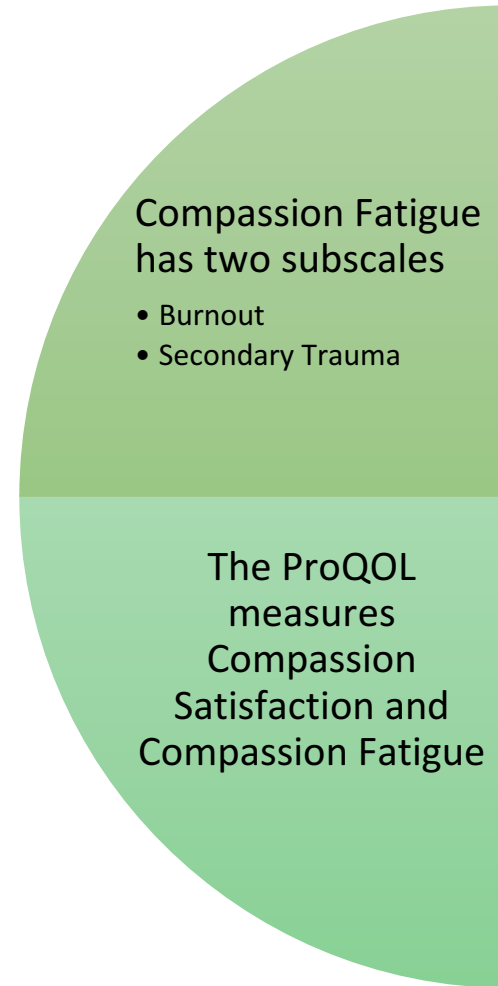 Compassion Fatigue
has two subscales
• Burnout
• Secondary Trauma
The ProQOL
measures
Compassion
Satisfaction and
Compassion Fatigue